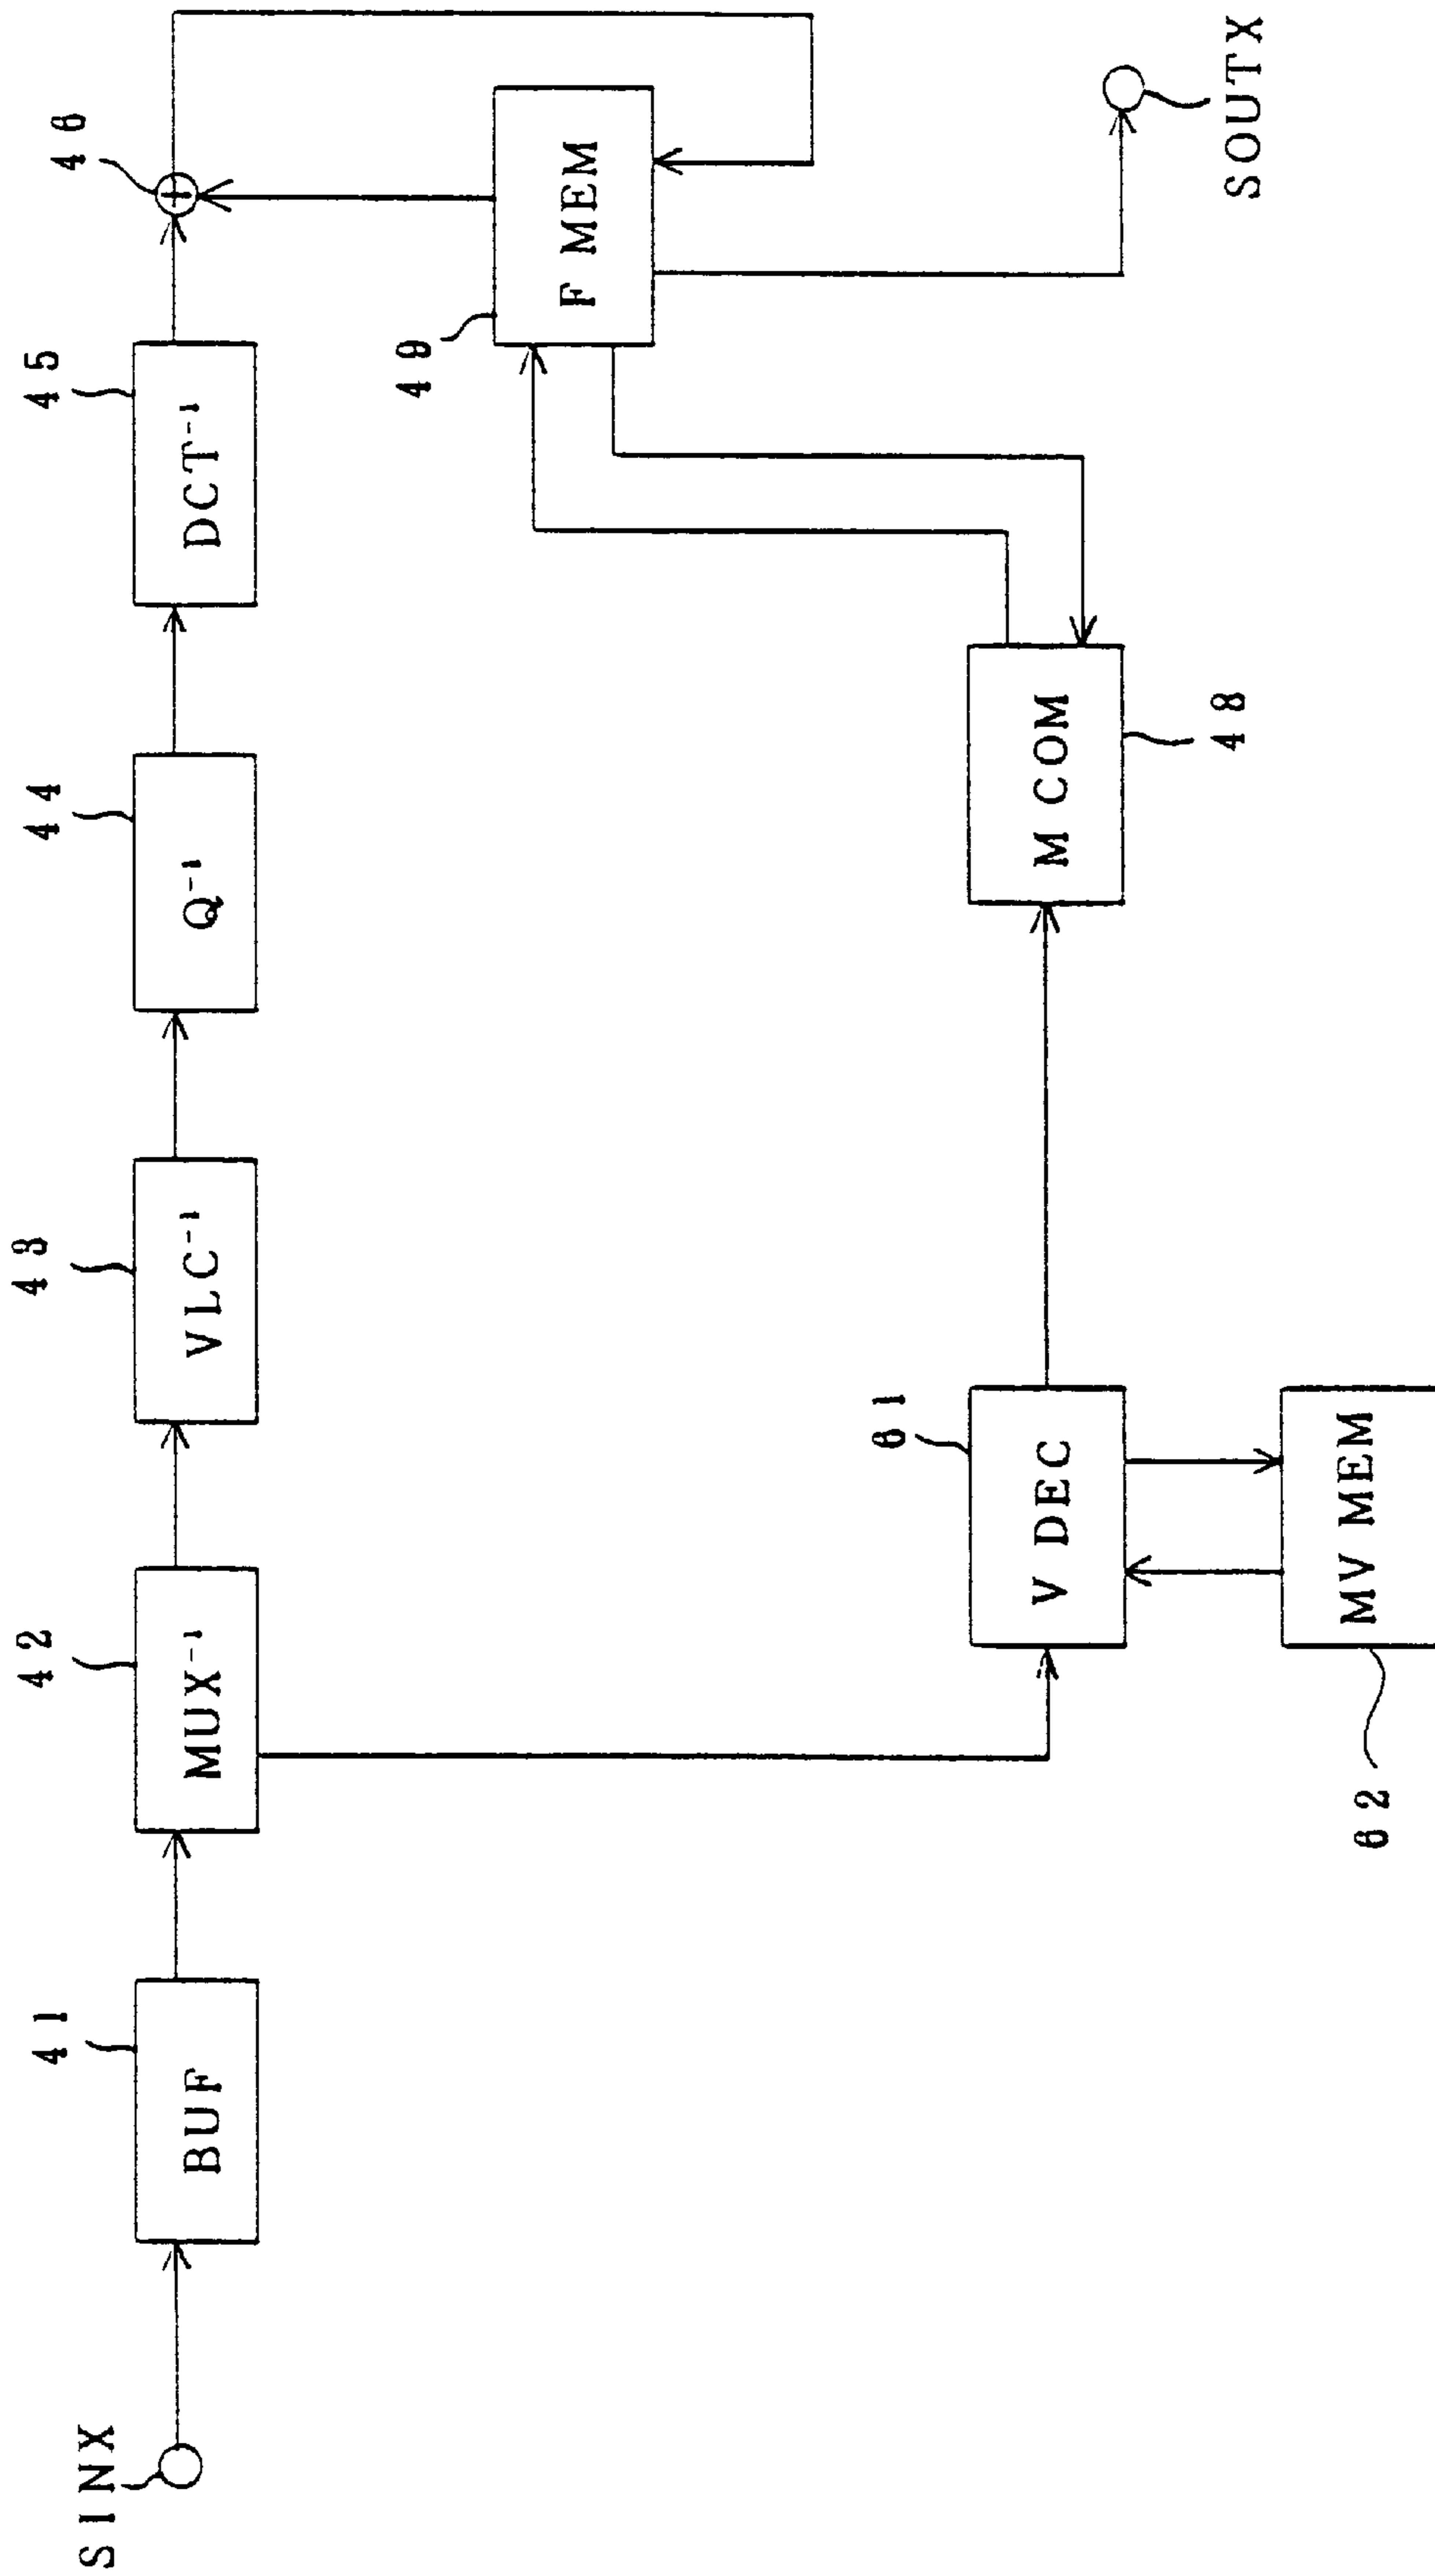 SINX
41
BUF
42
MUX⁻¹
43
VLC⁻¹
44
Q⁻¹
45
DCT⁻¹
46
49
F MEM
61
V DEC
M COM
48
SOUTX
MV MEM
62